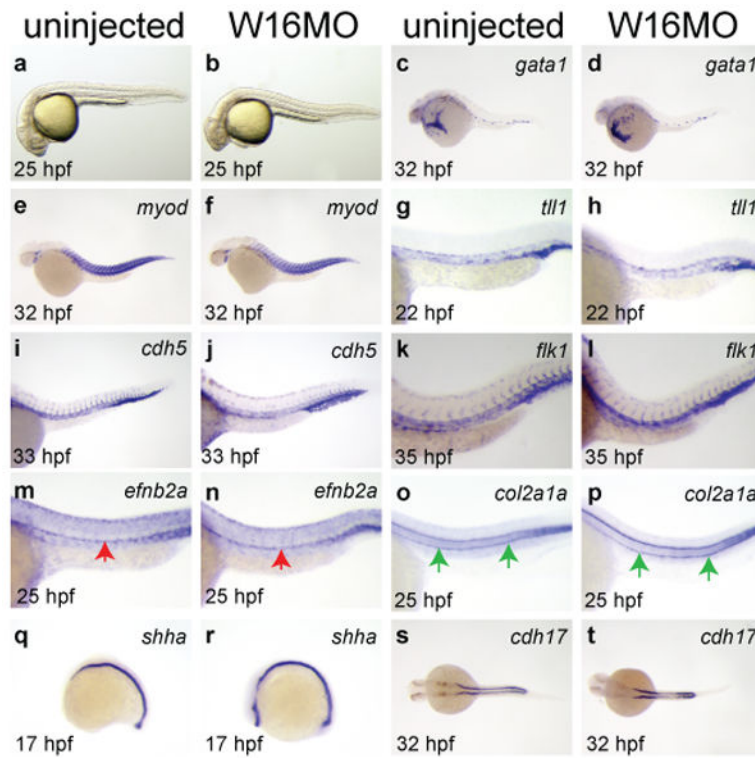 uninjected W16MO uninjected W16MO
a b c gata1 d gata1
25 hpf 25 hpf 32 hpf 32 hpf
e myod f myod g tll1 h tll1
32 hpf 32 hpf 22 hpf 22 hpf
i cdh5 j cdh5 k flk1 l flk1
33 hpf 33 hpf 35 hpf 35 hpf
m efnb2a n efnb2a o col2a1a p col2a1a
25 hpf 25 hpf 25 hpf 25 hpf
q shha r shha s cdh17 t cdh17
17 hpf 17 hpf 32 hpf 32 hpf